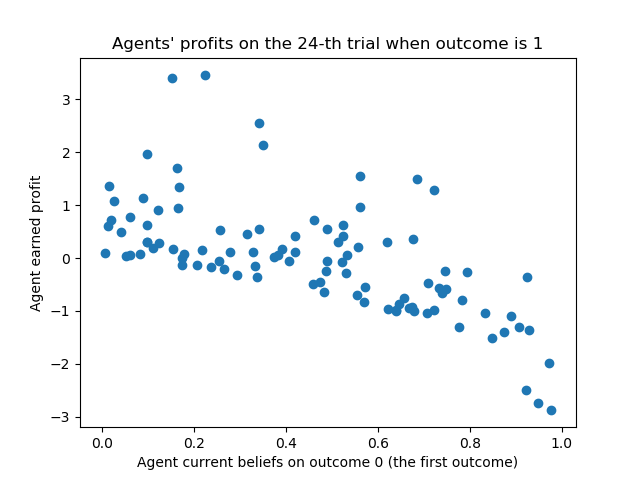 Agents' profits on the 24-th trial when outcome is 1
Agent earned profit
3
2
1
0
−1
−2
−3
0.0 0.2 0.4 0.6 0.8 1.0
Agent current beliefs on outcome 0 (the first outcome)